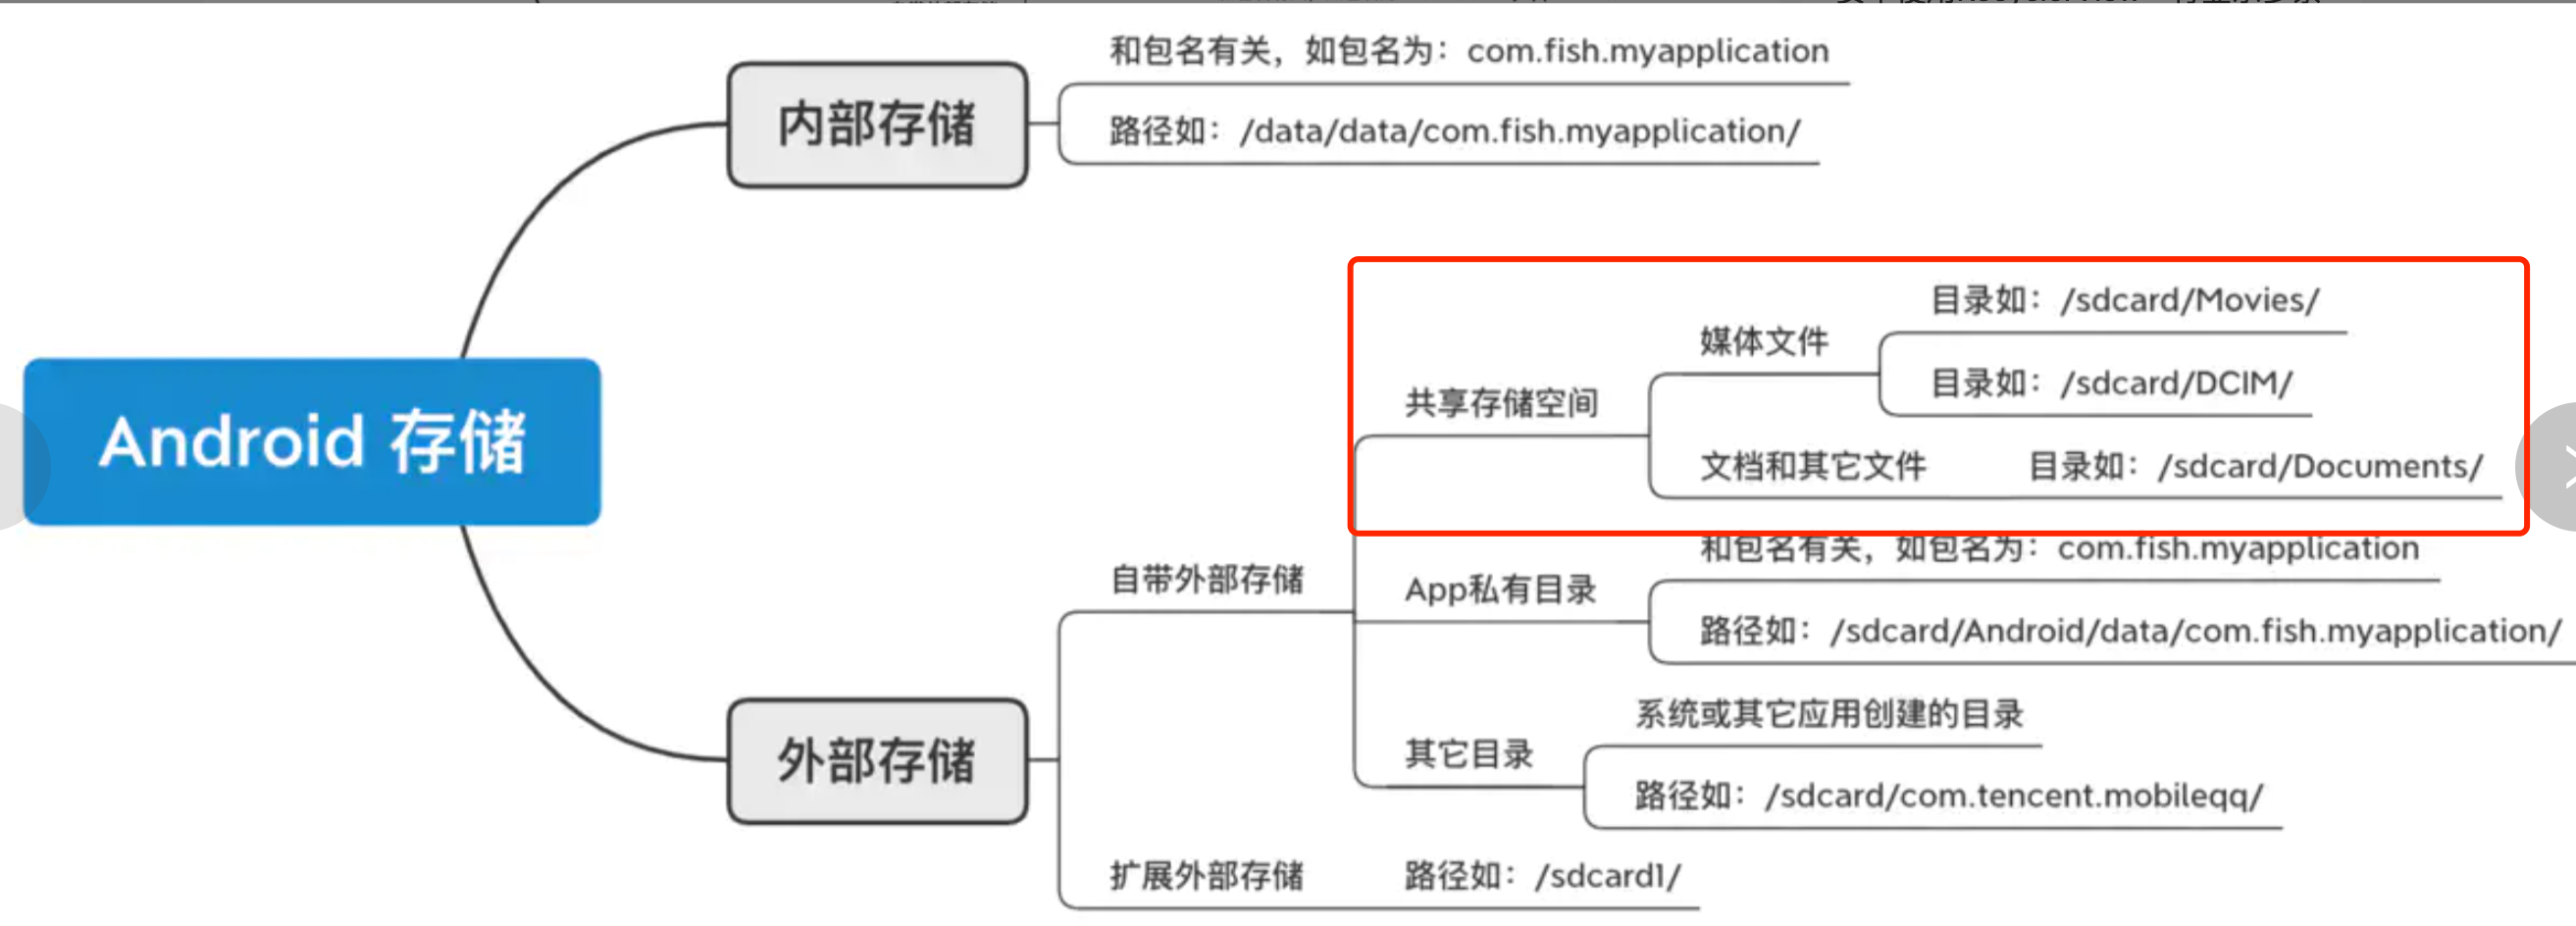 和包名有关，如包名为：com.fish.myapplication
内部存储
路径如：/data/data/com.fish.myapplication/
目录如：/sdcard/Movies/
媒体文件
目录如：/sdcard/DCIM/
共享存储空间
文档和其它文件 目录如：/sdcard/Documents/
Android 存储
和包名有关，如包名为：com.fish.myapplication
自带外部存储
App私有目录
路径如：/sdcard/Android/data/com.fish.myapplication/
系统或其它应用创建的目录
其它目录
外部存储
路径如：/sdcard/com.tencent.mobileqq/
扩展外部存储 路径如：/sdcard1/